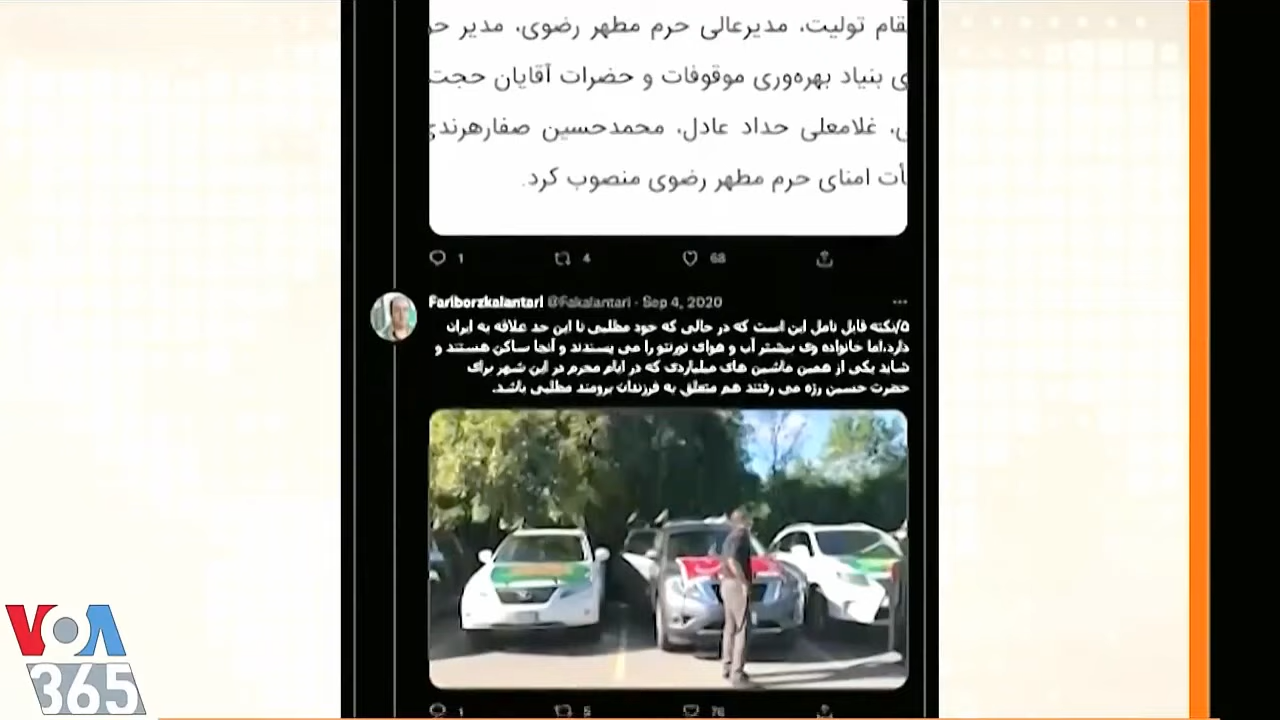 قام تولیت، مدیرعالی حرم مطهر رضوی، مدیر حر
ی بنیاد بهره‌وری موقوفات و حضرات آقایان حجت
ی، غلامعلی حداد عادل، محمدحسین صفارهرندی
أت امنای حرم مطهر رضوی منصوب کرد.
1 4 68
Fariborzkalantari @Fakalantari · Sep 4, 2020
۵/نکته قابل تامل این است که در حالی که خود مطلبی تا این حد علاقه به ایران
دارد،اما خانواده وی بیشتر آب و هوای تورنتو را می پسندند و آنجا ساکن هستند و
شاید یکی از همین ماشین های میلیاردی که در ایام محرم در این شهر برای
حضرت حسین رژه می رفتند هم متعلق به فرزندان برومند مطلبی باشد.
1 5 76
VOA
365